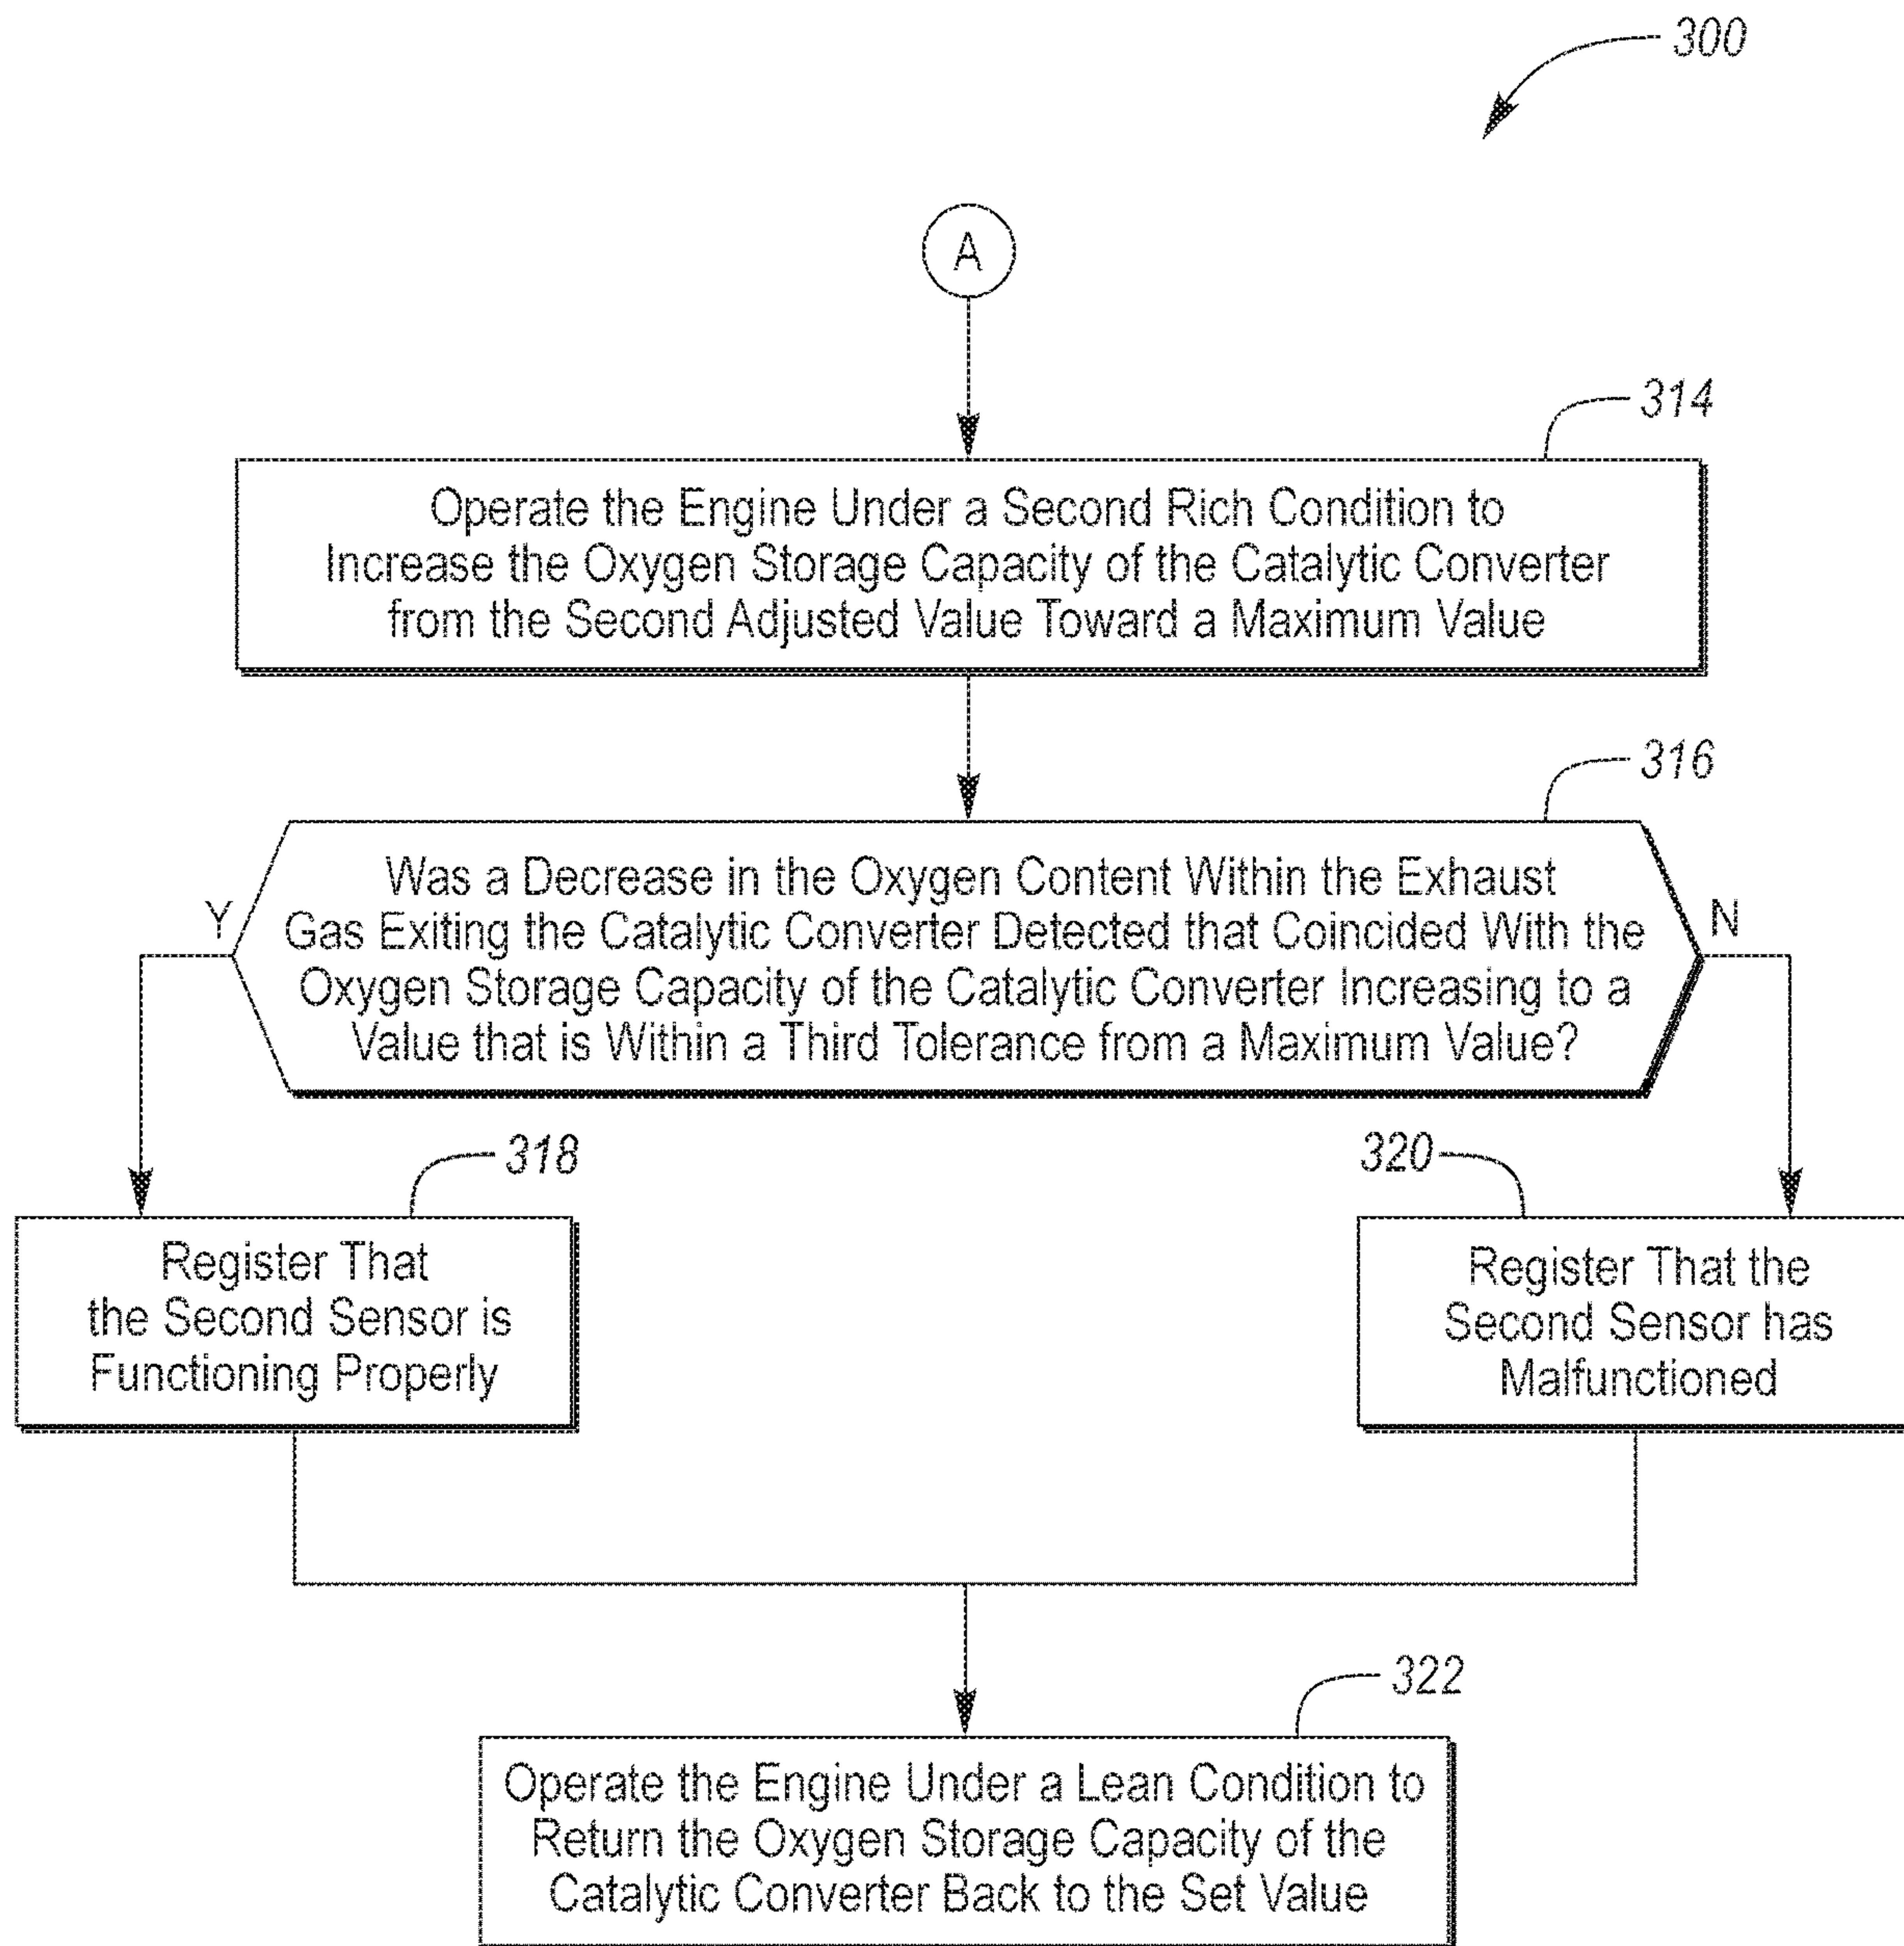 300
A
314
Operate the Engine Under a Second Rich Condition to
Increase the Oxygen Storage Capacity of the Catalytic Converter
from the Second Adjusted Value Toward a Maximum Value
316
Was a Decrease in the Oxygen Content Within the Exhaust
Gas Exiting the Catalytic Converter Detected that Coincided With the
Oxygen Storage Capacity of the Catalytic Converter Increasing to a
Value that is Within a Third Tolerance from a Maximum Value?
Y
N
318
Register That
the Second Sensor is
Functioning Properly
320
Register That the
Second Sensor has
Malfunctioned
322
Operate the Engine Under a Lean Condition to
Return the Oxygen Storage Capacity of the
Catalytic Converter Back to the Set Value